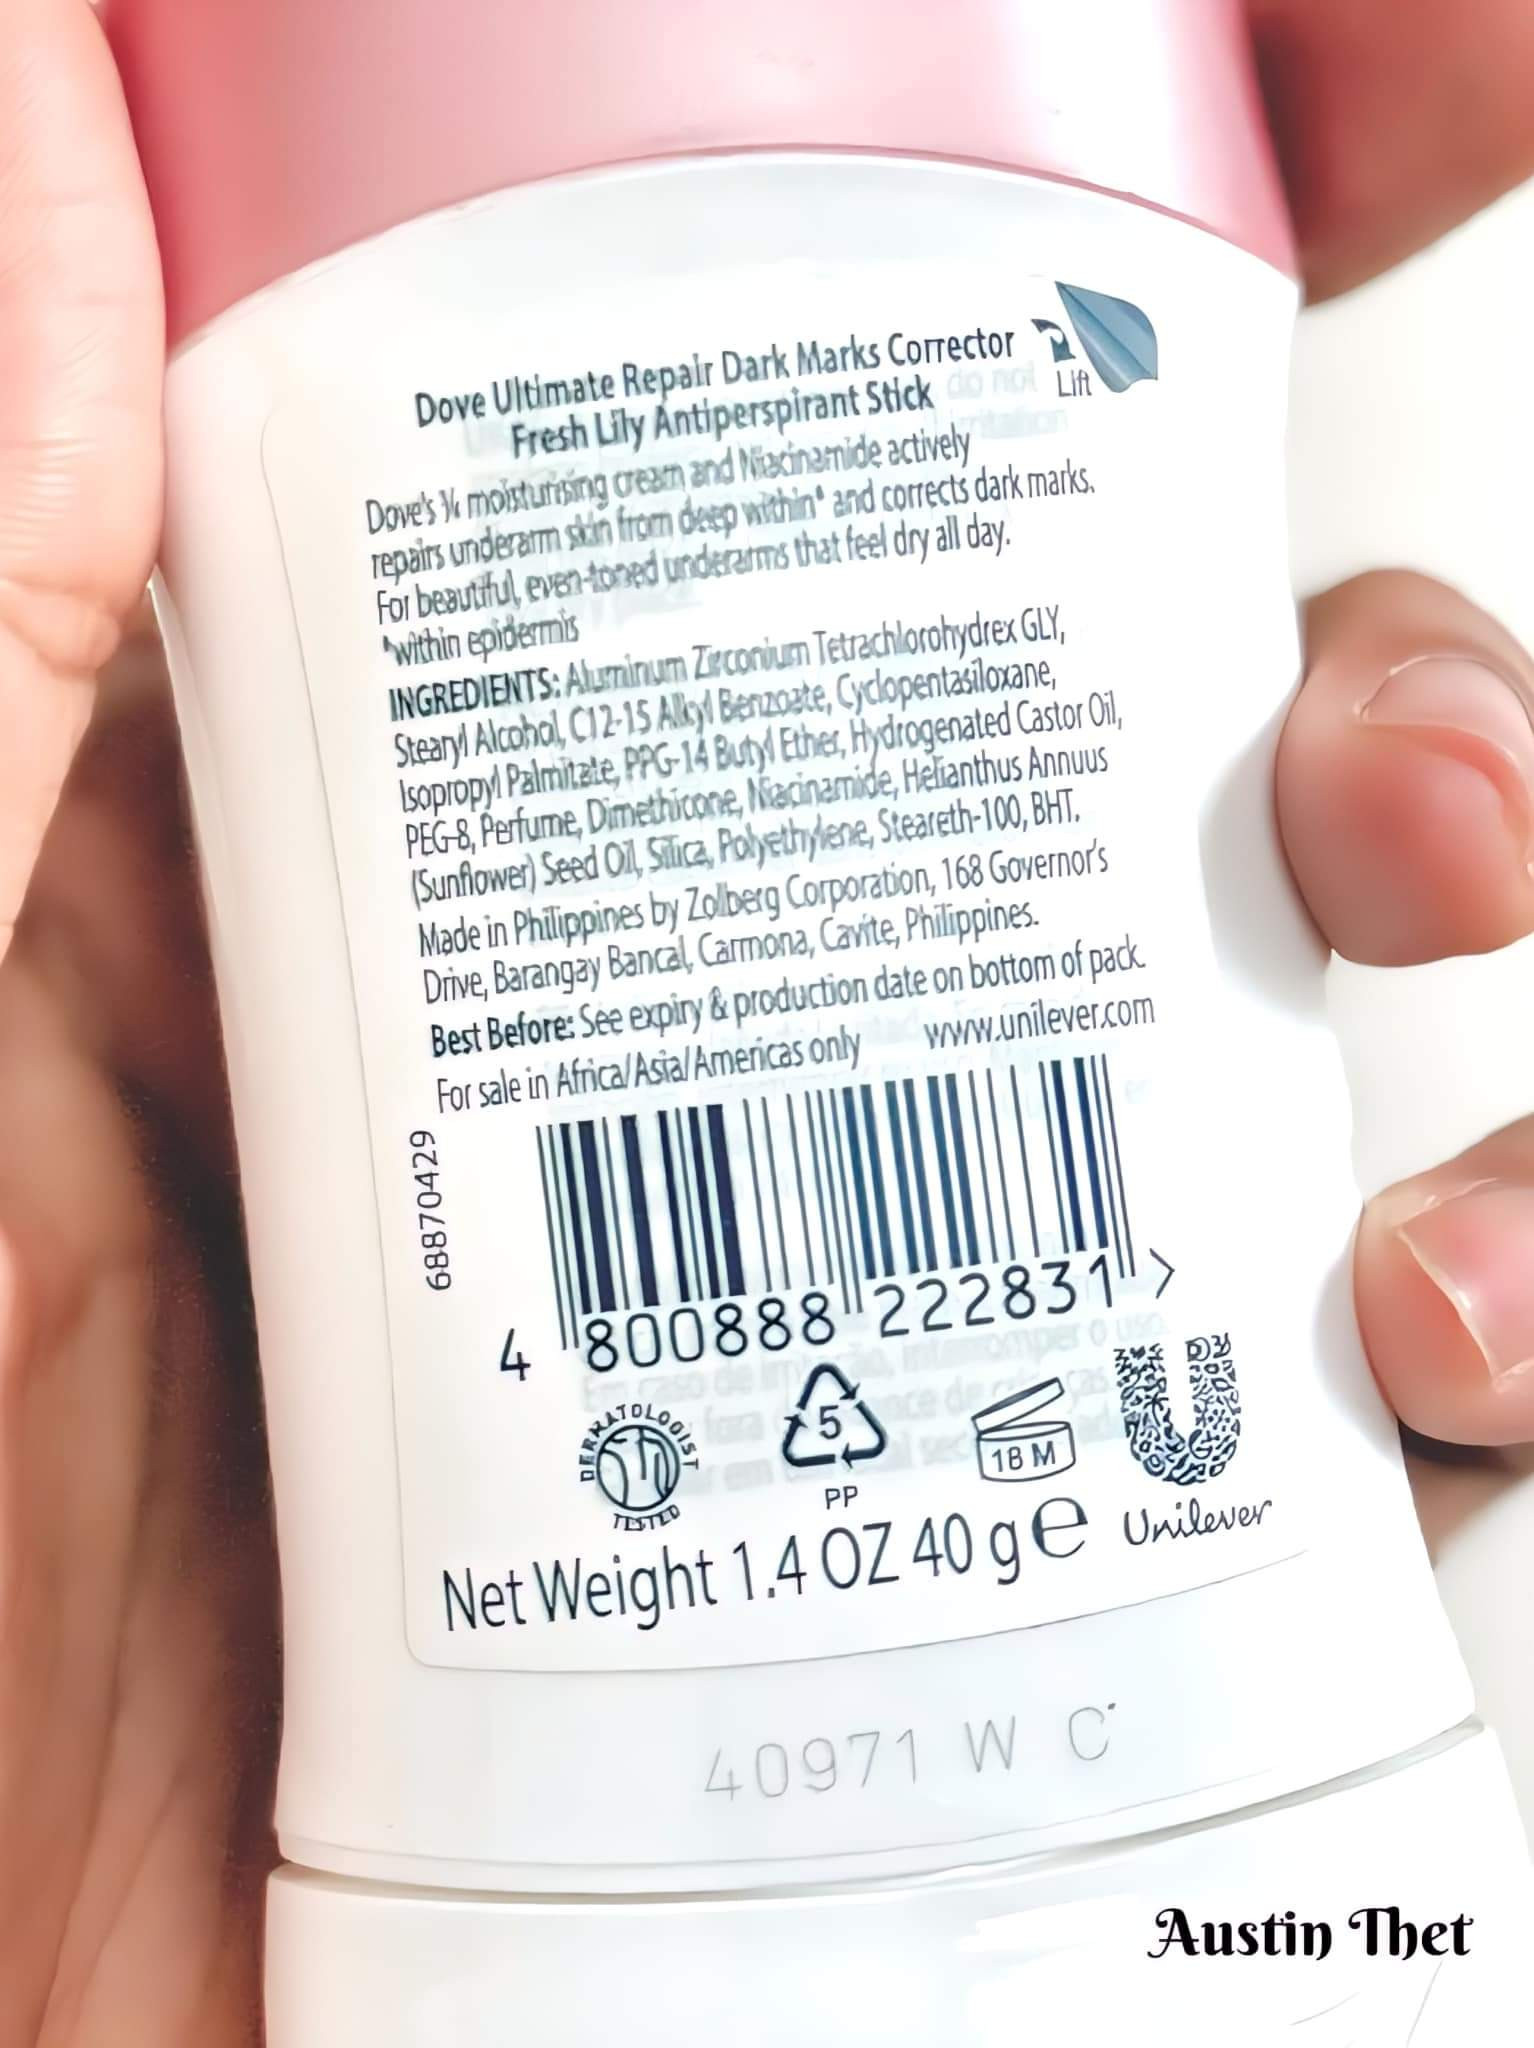 Dove Ultimate Repair Dark Marks Corrector
Fresh Lily Antiperspirant Stick
Lift
Dove's ¼ moisturising cream and Niacinamide actively
repairs underarm skin from deep within* and corrects dark marks.
For beautiful, even-toned underarms that feel dry all day.
*within epidermis
INGREDIENTS: Aluminum Zirconium Tetrachlorohydrex GLY,
Stearyl Alcohol, C12-15 Alkyl Benzoate, Cyclopentasiloxane,
Isopropyl Palmitate, PPG-14 Butyl Ether, Hydrogenated Castor Oil,
PEG-8, Perfume, Dimethicone, Niacinamide, Helianthus Annuus
(Sunflower) Seed Oil, Silica, Polyethylene, Steareth-100, BHT.
Made in Philippines by Zolberg Corporation, 168 Governor's
Drive, Barangay Bancal, Carmona, Cavite, Philippines.
Best Before: See expiry & production date on bottom of pack.
For sale in Africa/Asia/Americas only www.unilever.com
68870429
4 800888 222831 >
DERMATOLOGIST
TESTED
5
PP
18 M
Unilever
Net Weight 1.4 OZ 40 g e
40971 W C
Austin Thet